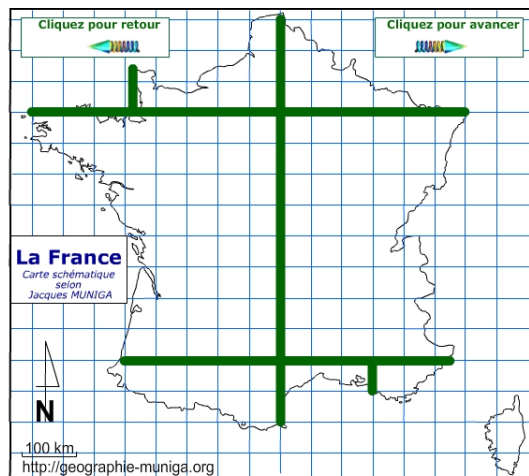 Cliquez pour retour
Cliquez pour avancer
La France
Carte schématique
selon
Jacques MUNIGA
N
100 km
http://geographie-muniga.org